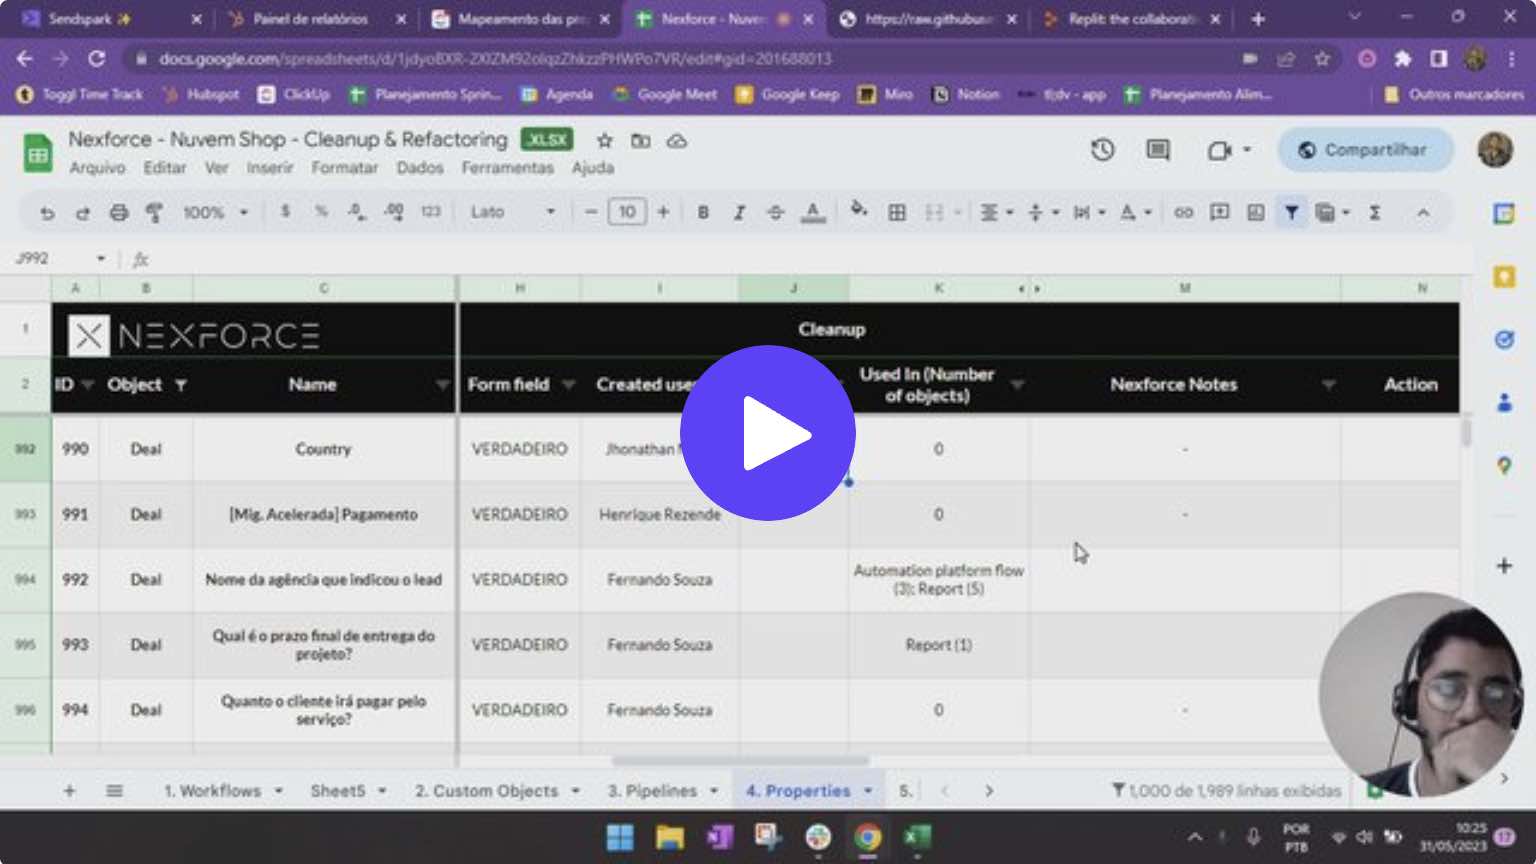 Sendspark
Painel de relatórios
Mapeamento das pr
Nexforce - Nuven
https://raw.githubus
Replit: the collaborati
docs.google.com/spreadsheets/d/
/edit#gid=201688013
Toggl Time Track
Hubspot
ClickUp
Planejamento Sprin...
Agenda
Google Meet
Google Keep
Miro
Notion
tl;dv - app
Planejamento Alim...
Outros marcadores
Nexforce - Nuvem Shop - Cleanup & Refactoring
.XLSX
Arquivo Editar Ver Inserir Formatar Dados Ferramentas Ajuda
Compartilhar
100% $ % .0 .00 123 Lato 10 B I A
J992 fx
A B C H I J K M N
1 NEXFORCE Cleanup
2 ID Object Name Form field Created use Used In (Number of objects) Nexforce Notes Action
992 990 Deal Country VERDADEIRO Jhonathan 0 -
993 991 Deal [Mig. Acelerada] Pagamento VERDADEIRO Henrique Rezende 0 -
994 992 Deal Nome da agência que indicou o lead VERDADEIRO Fernando Souza Automation platform flow (3); Report (5)
995 993 Deal Qual é o prazo final de entrega do projeto? VERDADEIRO Fernando Souza Report (1)
996 994 Deal Quanto o cliente irá pagar pelo serviço? VERDADEIRO Fernando Souza 0 -
1. Workflows Sheet5 2. Custom Objects 3. Pipelines 4. Properties 5.
1,000 de 1,989 linhas exibidas
POR
PTB
10:25
31/05/2023
17